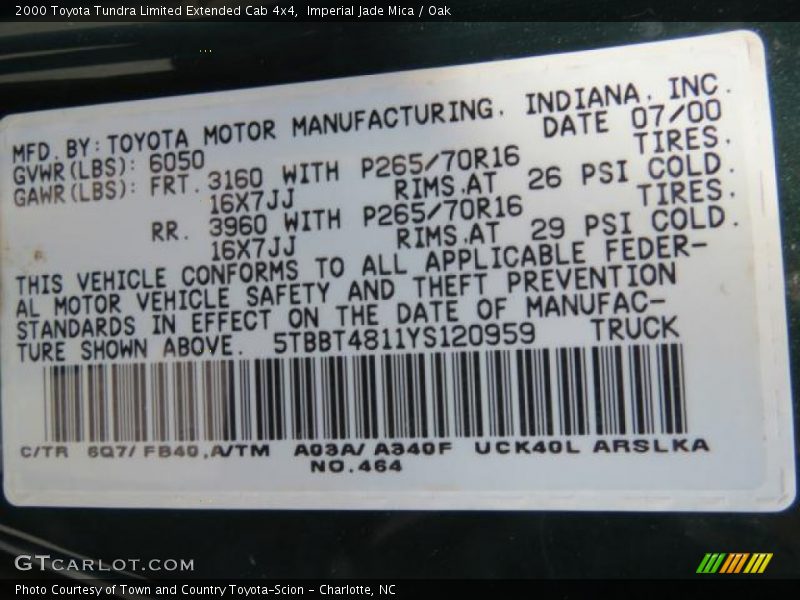 2000 Toyota Tundra Limited Extended Cab 4x4,  Imperial Jade Mica / Oak
MFD. BY: TOYOTA MOTOR MANUFACTURING, INDIANA, INC.
DATE 07/00
GVWR(LBS): 6050
GAWR(LBS): FRT. 3160 WITH P265/70R16 TIRES.
16X7JJ RIMS.AT 26 PSI COLD.
RR. 3960 WITH P265/70R16 TIRES.
16X7JJ RIMS.AT 29 PSI COLD.
THIS VEHICLE CONFORMS TO ALL APPLICABLE FEDER-
AL MOTOR VEHICLE SAFETY AND THEFT PREVENTION
STANDARDS IN EFFECT ON THE DATE OF MANUFAC-
TURE SHOWN ABOVE. 5TBBT4811YS120959 TRUCK
C/TR 6Q7/FB40,A/TM A03A/A340F UCK40L ARSLKA
NO.464
GTCARLOT.COM
Photo Courtesy of Town and Country Toyota-Scion - Charlotte, NC